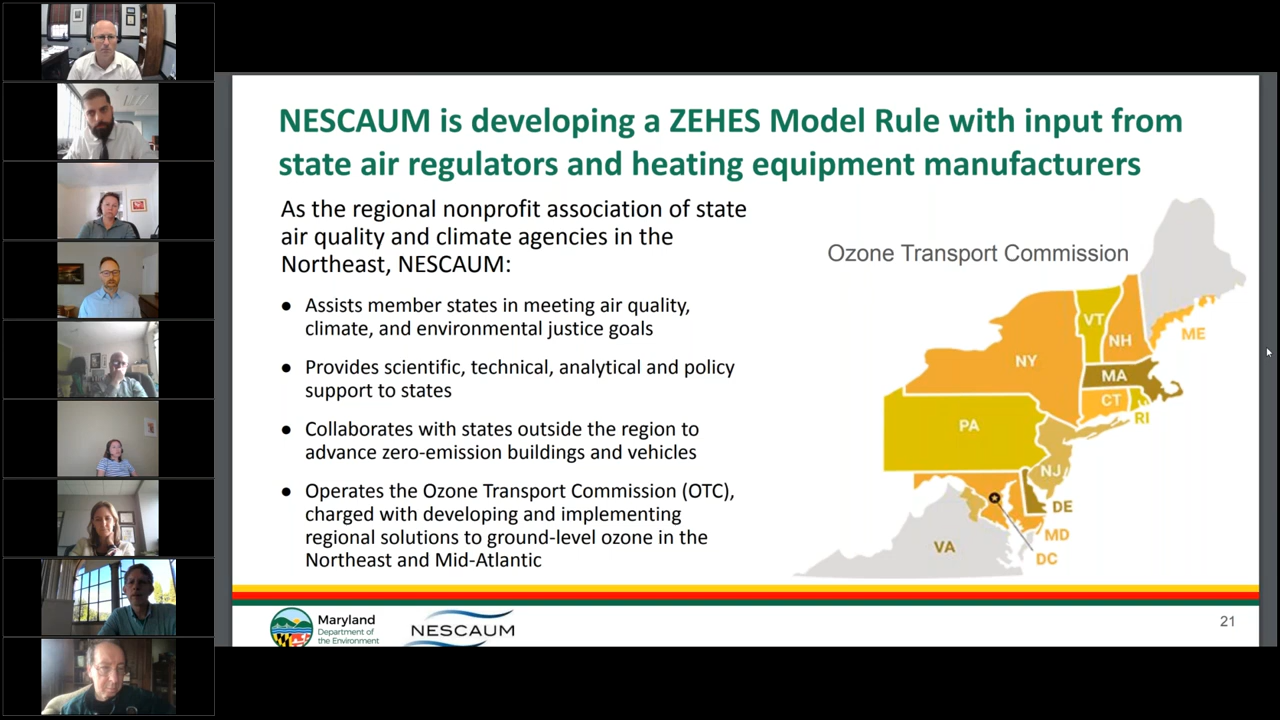 NESCAUM is developing a ZEHES Model Rule with input from
state air regulators and heating equipment manufacturers
As the regional nonprofit association of state
air quality and climate agencies in the
Northeast, NESCAUM:
● Assists member states in meeting air quality,
climate, and environmental justice goals
● Provides scientific, technical, analytical and policy
support to states
● Collaborates with states outside the region to
advance zero-emission buildings and vehicles
● Operates the Ozone Transport Commission (OTC),
charged with developing and implementing
regional solutions to ground-level ozone in the
Northeast and Mid-Atlantic
Ozone Transport Commission
VT
ME
NH
NY
MA
CT
RI
PA
NJ
DE
MD
VA
DC
Maryland
Department of
the Environment
NESCAUM
21